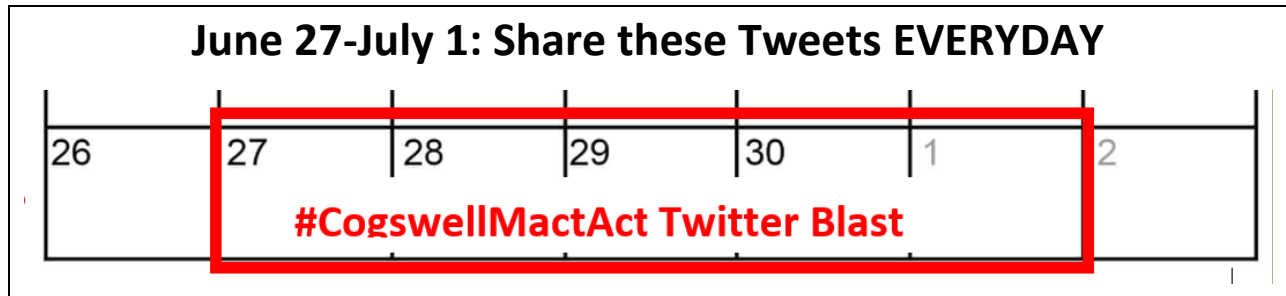 June 27-July 1: Share these Tweets EVERYDAY
26 27 28 29 30 1 2
#CogswellMactAct Twitter Blast